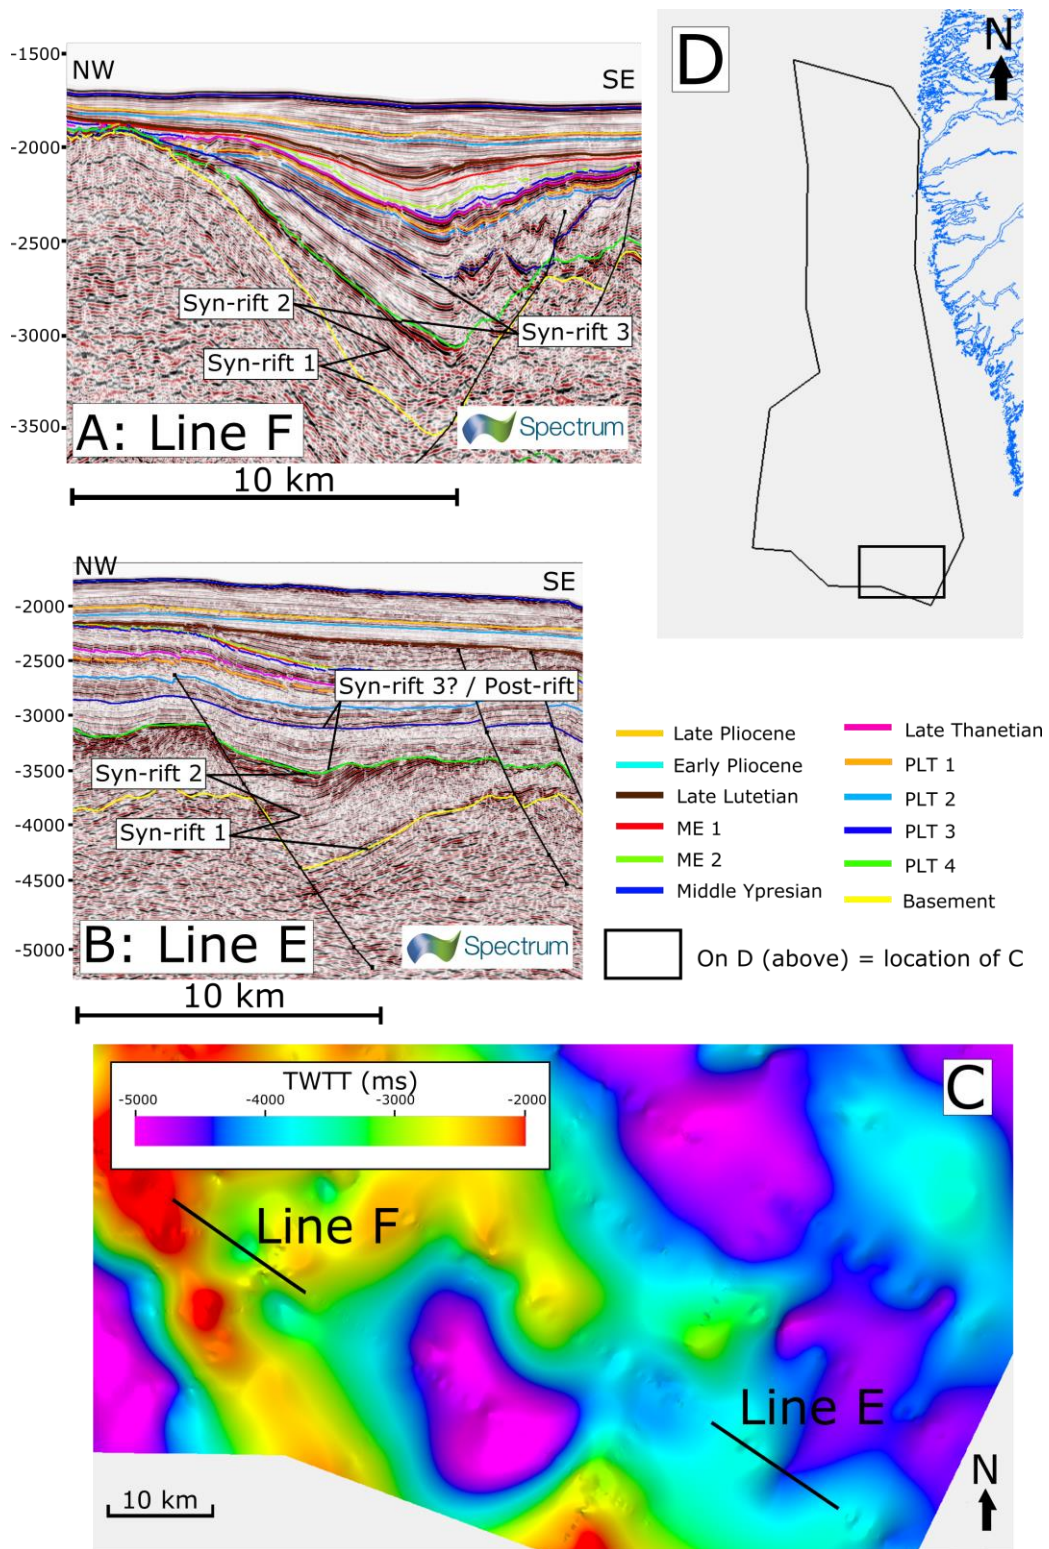 -1500
NW
SE
-2000
-2500
-3000
-3500
Syn-rift 2
Syn-rift 1
Syn-rift 3
A: Line F
Spectrum
10 km
D
N
NW
SE
-2000
-2500
-3000
-3500
-4000
-4500
-5000
Syn-rift 3? / Post-rift
Syn-rift 2
Syn-rift 1
B: Line E
Spectrum
10 km
Late Pliocene
Early Pliocene
Late Lutetian
ME 1
ME 2
Middle Ypresian
Late Thanetian
PLT 1
PLT 2
PLT 3
PLT 4
Basement
On D (above) = location of C
TWTT (ms)
-5000 -4000 -3000 -2000
C
Line F
Line E
10 km
N